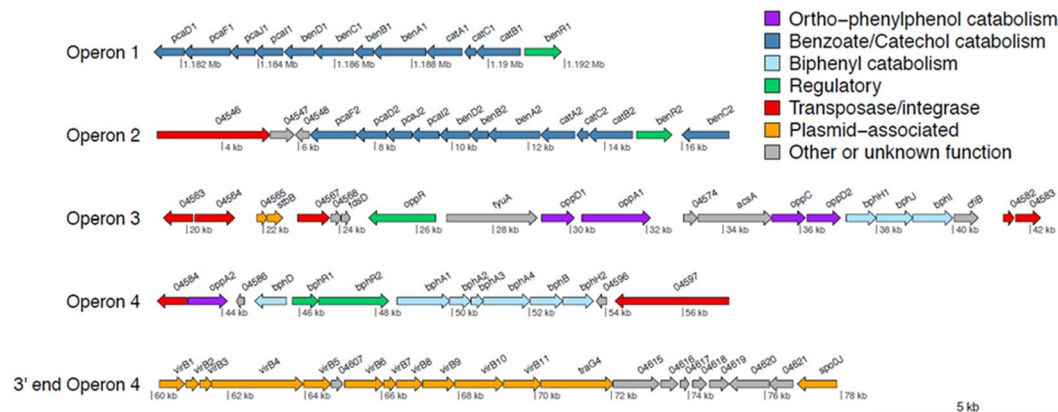 Ortho-phenylphenol catabolism
Benzoate/Catechol catabolism
Biphenyl catabolism
Regulatory
Transposase/integrase
Plasmid-associated
Other or unknown function
pcaD1 pcaF1 pcaJ1 pcaI1 benD1 benC1 benB1 benA1 catA1 catC1 catB1 benR1
Operon 1
1.182 Mb 1.184 Mb 1.186 Mb 1.188 Mb 1.19 Mb 1.192 Mb
04546 04547 04548 pcaF2 pcaD2 pcaJ2 pcaI2 benD2 benB2 benA2 catA2 catC2 catB2 benR2 benC2
Operon 2
4 kb 6 kb 8 kb 10 kb 12 kb 14 kb 16 kb
04563 04564 04565 stbB 04567 04568 fdsD oppR fyuA oppD1 oppA1 04574 acsA oppC oppD2 bphH1 bphJ bphI cfiB 04582 04583
Operon 3
20 kb 22 kb 24 kb 26 kb 28 kb 30 kb 32 kb 34 kb 36 kb 38 kb 40 kb 42 kb
04584 oppA2 04586 bphD bphR1 bphR2 bphA1 bphA2 bphA3 bphA4 bphB bphH2 04596 04597
Operon 4
44 kb 46 kb 48 kb 50 kb 52 kb 54 kb 56 kb
virB1 virB2 virB3 virB4 virB5 04607 virB6 virB7 virB8 virB9 virB10 virB11 traG4 04615 04616 04617 04618 04619 04620 04621 spo0J
3' end Operon 4
60 kb 62 kb 64 kb 66 kb 68 kb 70 kb 72 kb 74 kb 76 kb 78 kb
5 kb